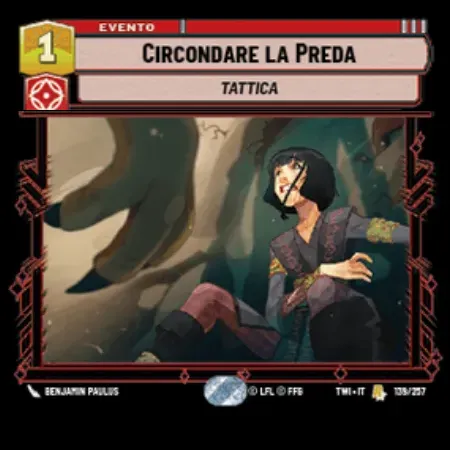 1
EVENTO
CIRCONDARE LA PREDA
TATTICA
BENJAMIN PAULUS
© LFL © FFG
TWI • IT
139/257